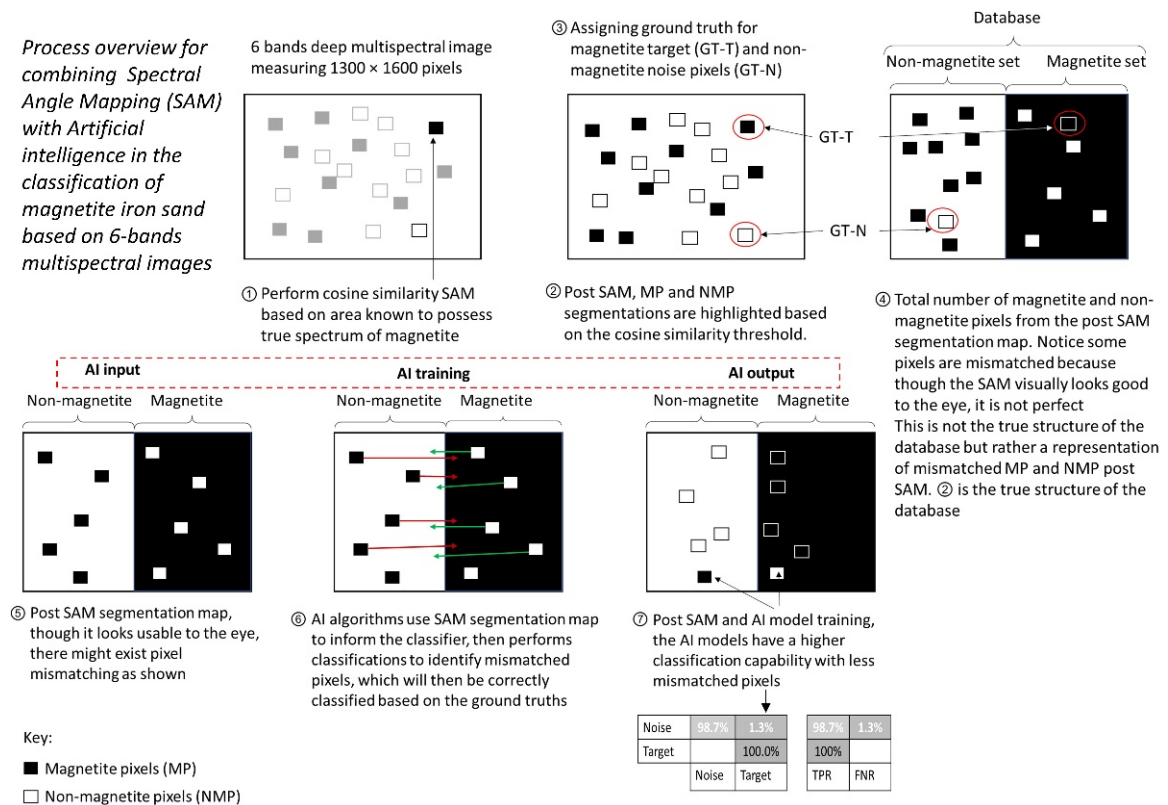 Process overview for
combining Spectral
Angle Mapping (SAM)
with Artificial
intelligence in the
classification of
magnetite iron sand
based on 6-bands
multispectral images
6 bands deep multispectral image
measuring 1300 × 1600 pixels
① Perform cosine similarity SAM
based on area known to possess
true spectrum of magnetite
③ Assigning ground truth for
magnetite target (GT-T) and non-
magnetite noise pixels (GT-N)
GT-T
GT-N
② Post SAM, MP and NMP
segmentations are highlighted based
on the cosine similarity threshold.
Database
Non-magnetite set
Magnetite set
④ Total number of magnetite and non-
magnetite pixels from the post SAM
segmentation map. Notice some
pixels are mismatched because
though the SAM visually looks good
to the eye, it is not perfect
This is not the true structure of the
database but rather a representation
of mismatched MP and NMP post
SAM. ② is the true structure of the
database
AI input
AI training
AI output
Non-magnetite
Magnetite
Non-magnetite
Magnetite
Non-magnetite
Magnetite
⑤ Post SAM segmentation map,
though it looks usable to the eye,
there might exist pixel
mismatching as shown
⑥ AI algorithms use SAM segmentation map
to inform the classifier, then performs
classifications to identify mismatched
pixels, which will then be correctly
classified based on the ground truths
⑦ Post SAM and AI model training,
the AI models have a higher
classification capability with less
mismatched pixels
Noise 98.7% 1.3% 98.7% 1.3%
Target 100.0% 100%
Noise Target TPR FNR
Key:
Magnetite pixels (MP)
Non-magnetite pixels (NMP)